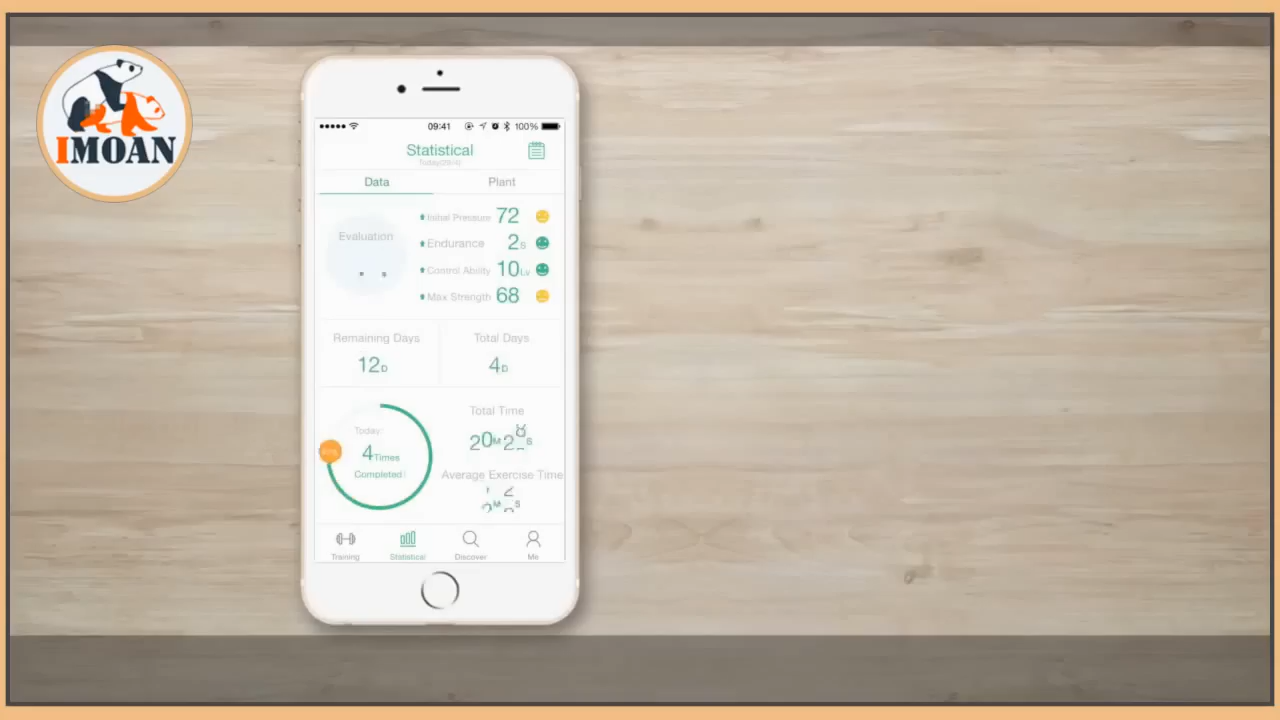 IMOAN
09:41
100%
Statistical
Data
Plant
Evaluation
Initial Pressure 72
Endurance 2s
Control Ability 10Lv
Max Strength 68
Remaining Days
Total Days
12D
4D
Today:
4Times
Completed!
Total Time
20M
Average Exercise Time
Training
Statistical
Discover
Me